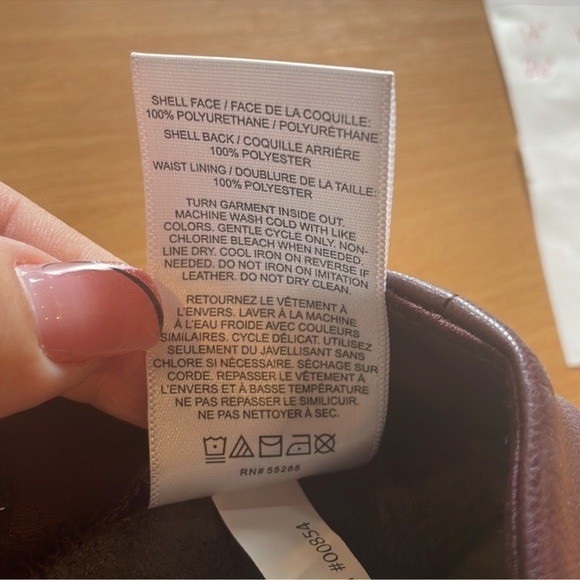 SHELL FACE / FACE DE LA COQUILLE:
100% POLYURETHANE / POLYURÉTHANE
SHELL BACK / COQUILLE ARRIÈRE
100% POLYESTER
WAIST LINING / DOUBLURE DE LA TAILLE:
100% POLYESTER
TURN GARMENT INSIDE OUT.
MACHINE WASH COLD WITH LIKE
COLORS. GENTLE CYCLE ONLY. NON-
CHLORINE BLEACH WHEN NEEDED.
LINE DRY. COOL IRON ON REVERSE IF
NEEDED. DO NOT IRON ON IMITATION
LEATHER. DO NOT DRY CLEAN.
RETOURNEZ LE VÊTEMENT À
L'ENVERS. LAVER À LA MACHINE
À L'EAU FROIDE AVEC COULEURS
SIMILAIRES. CYCLE DÉLICAT. UTILISEZ
SEULEMENT DU JAVELLISANT SANS
CHLORE SI NÉCESSAIRE. SÉCHAGE SUR
CORDE. REPASSER LE VÊTEMENT À
L'ENVERS ET À BASSE TEMPÉRATURE
NE PAS REPASSER LE SIMILICUIR.
NE PAS NETTOYER À SEC.
RN# 55285
#00854